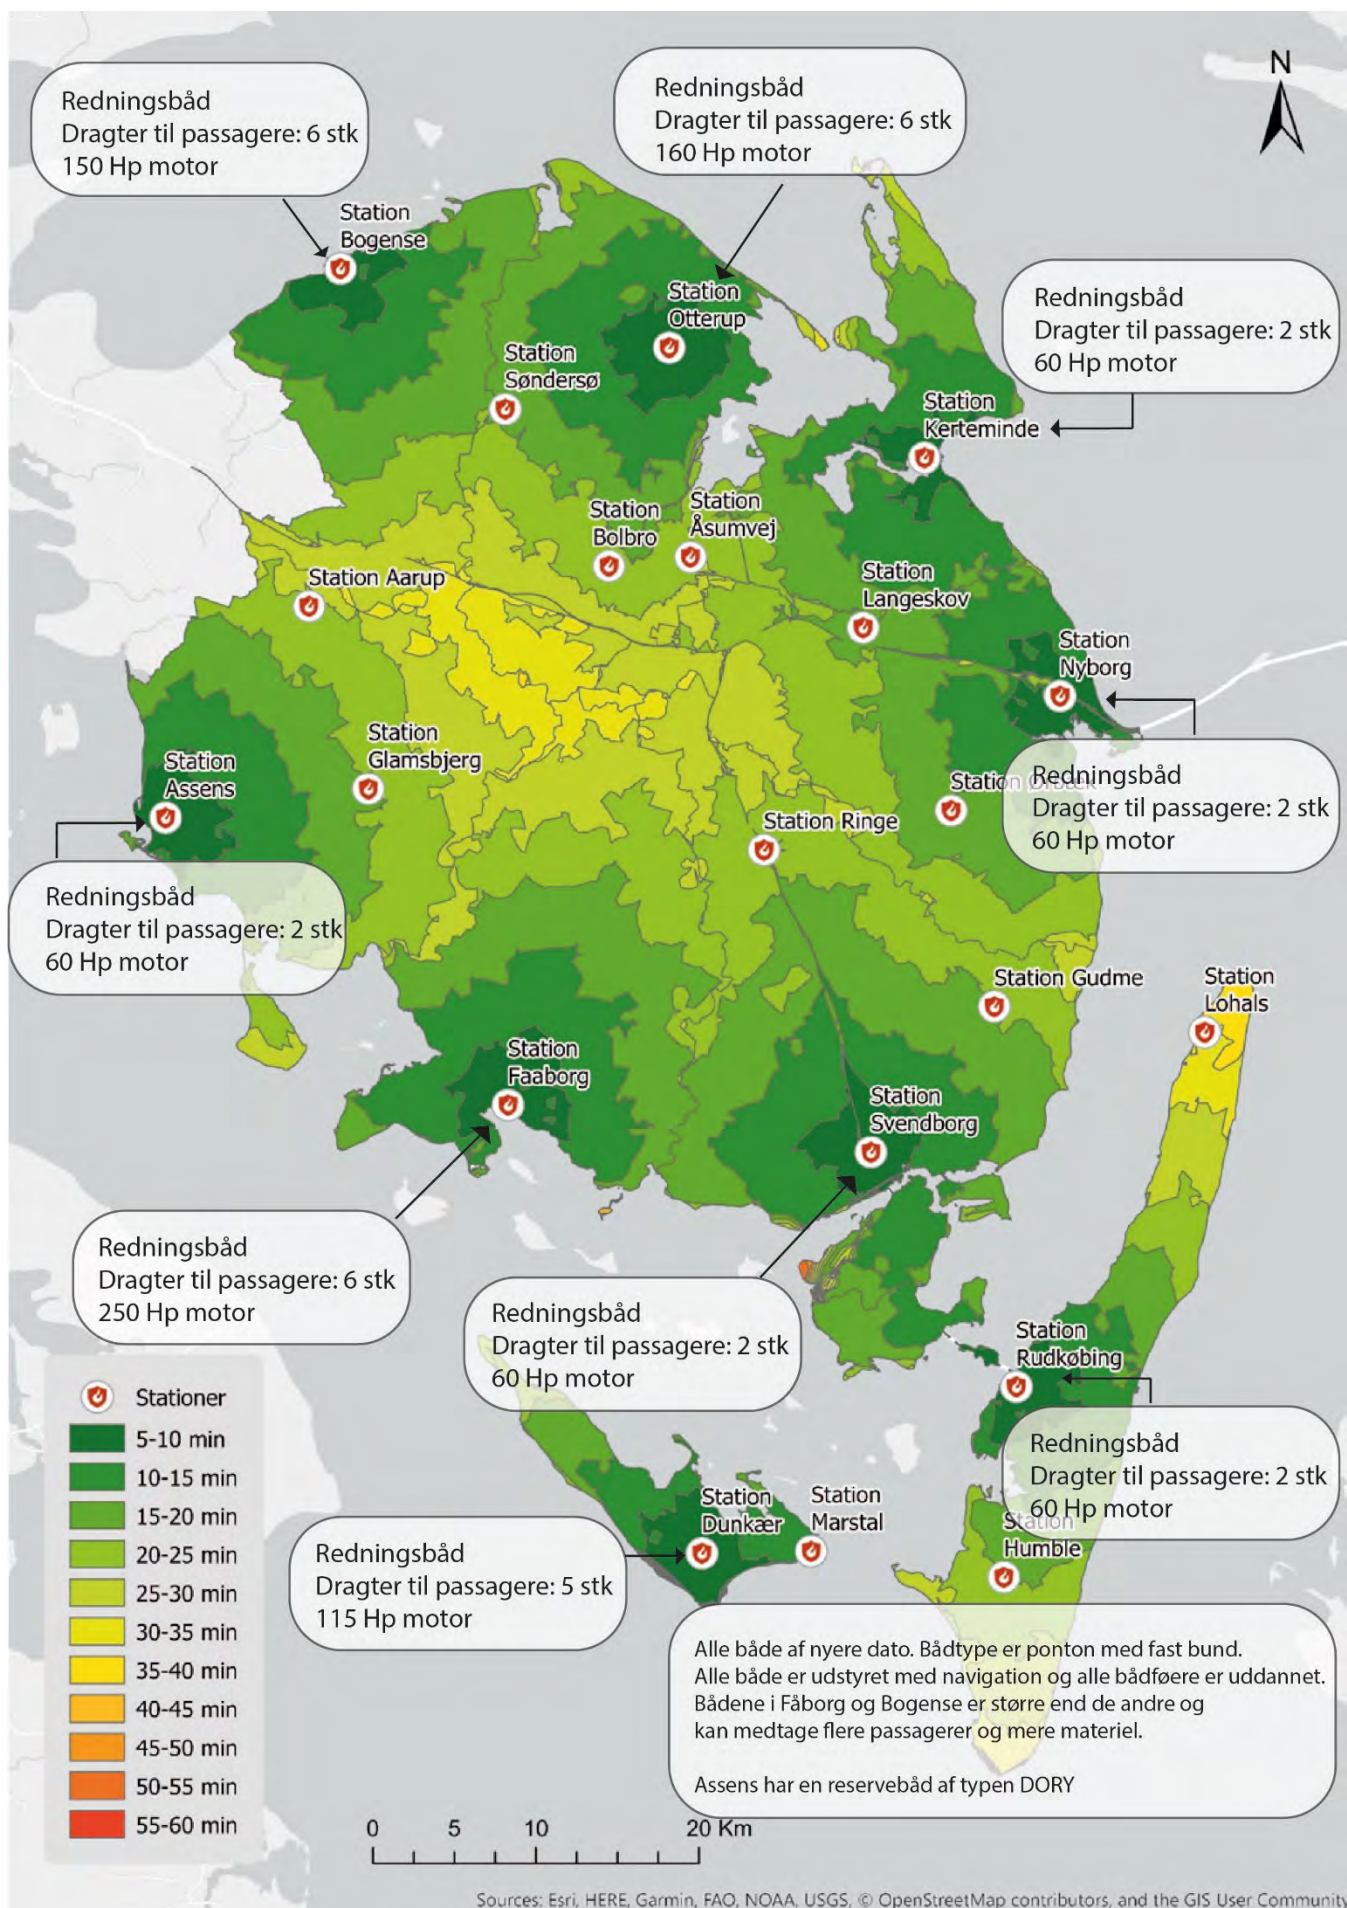 N
Redningsbåd
Dragter til passagere: 6 stk
150 Hp motor
Redningsbåd
Dragter til passagere: 6 stk
160 Hp motor
Station
Bogense
Station
Otterup
Redningsbåd
Dragter til passagere: 2 stk
60 Hp motor
Station
Søndersø
Station
Kerteminde
Station
Bolbro
Station
Åsumvej
Station Aarup
Station
Langeskov
Station
Nyborg
Station
Glamsbjerg
Station
Assens
Station
Redningsbåd
Dragter til passagere: 2 stk
60 Hp motor
Station Ringe
Redningsbåd
Dragter til passagere: 2 stk
60 Hp motor
Station Gudme
Station
Lohals
Station
Faaborg
Station
Svendborg
Redningsbåd
Dragter til passagere: 6 stk
250 Hp motor
Redningsbåd
Dragter til passagere: 2 stk
60 Hp motor
Station
Rudkøbing
Redningsbåd
Dragter til passagere: 2 stk
60 Hp motor
Station
Humble
Station
Dunkær
Station
Marstal
Redningsbåd
Dragter til passagere: 5 stk
115 Hp motor
Stationer
5-10 min
10-15 min
15-20 min
20-25 min
25-30 min
30-35 min
35-40 min
40-45 min
45-50 min
50-55 min
55-60 min
Alle både af nyere dato. Bådtype er ponton med fast bund.
Alle både er udstyret med navigation og alle bådføere er uddannet.
Bådene i Fåborg og Bogense er større end de andre og
kan medtage flere passagerer og mere materiel.
Assens har en reservebåd af typen DORY
0 5 10 20 Km
Sources: Esri, HERE, Garmin, FAO, NOAA, USGS, © OpenStreetMap contributors, and the GIS User Community